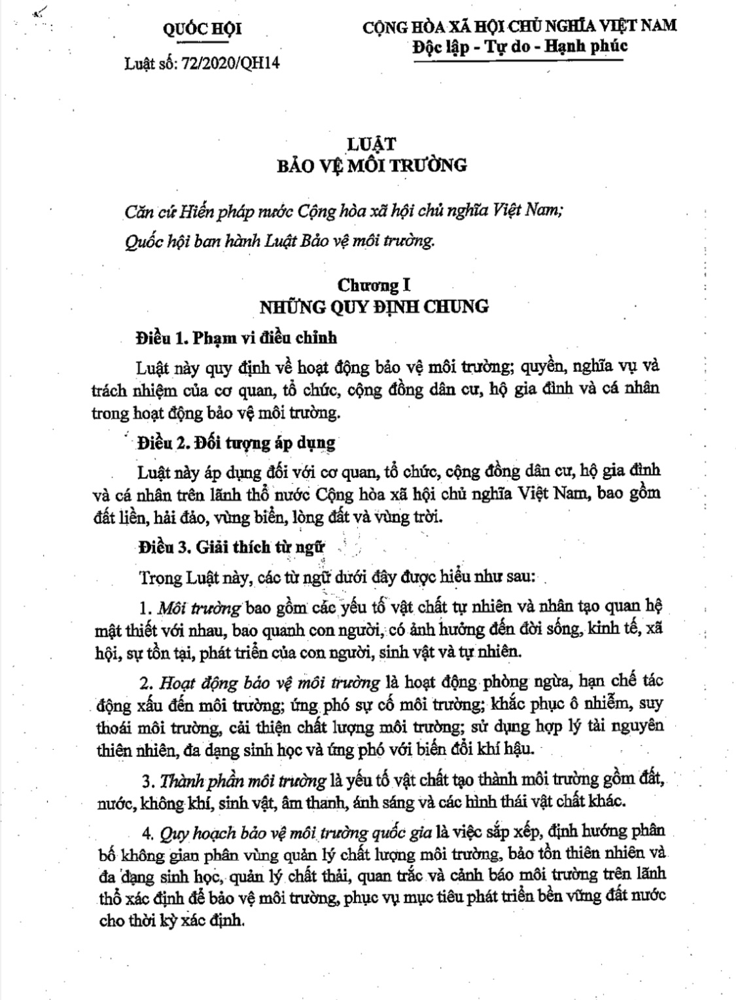 QUỐC HỘI
CỘNG HÒA XÃ HỘI CHỦ NGHĨA VIỆT NAM
Độc lập - Tự do - Hạnh phúc
Luật số: 72/2020/QH14
LUẬT
BẢO VỆ MÔI TRƯỜNG
Căn cứ Hiến pháp nước Cộng hòa xã hội chủ nghĩa Việt Nam;
Quốc hội ban hành Luật Bảo vệ môi trường.
Chương I
NHỮNG QUY ĐỊNH CHUNG
Điều 1. Phạm vi điều chỉnh
Luật này quy định về hoạt động bảo vệ môi trường; quyền, nghĩa vụ và
trách nhiệm của cơ quan, tổ chức, cộng đồng dân cư, hộ gia đình và cá nhân
trong hoạt động bảo vệ môi trường.
Điều 2. Đối tượng áp dụng
Luật này áp dụng đối với cơ quan, tổ chức, cộng đồng dân cư, hộ gia đình
và cá nhân trên lãnh thổ nước Cộng hòa xã hội chủ nghĩa Việt Nam, bao gồm
đất liền, hải đảo, vùng biển, lòng đất và vùng trời.
Điều 3. Giải thích từ ngữ
Trong Luật này, các từ ngữ dưới đây được hiểu như sau:
1. Môi trường bao gồm các yếu tố vật chất tự nhiên và nhân tạo quan hệ
mật thiết với nhau, bao quanh con người, có ảnh hưởng đến đời sống, kinh tế, xã
hội, sự tồn tại, phát triển của con người, sinh vật và tự nhiên.
2. Hoạt động bảo vệ môi trường là hoạt động phòng ngừa, hạn chế tác
động xấu đến môi trường; ứng phó sự cố môi trường; khắc phục ô nhiễm, suy
thoái môi trường, cải thiện chất lượng môi trường; sử dụng hợp lý tài nguyên
thiên nhiên, đa dạng sinh học và ứng phó với biến đổi khí hậu.
3. Thành phần môi trường là yếu tố vật chất tạo thành môi trường gồm đất,
nước, không khí, sinh vật, âm thanh, ánh sáng và các hình thái vật chất khác.
4. Quy hoạch bảo vệ môi trường quốc gia là việc sắp xếp, định hướng phân
bố không gian phân vùng quản lý chất lượng môi trường, bảo tồn thiên nhiên và
đa dạng sinh học, quản lý chất thải, quan trắc và cảnh báo môi trường trên lãnh
thổ xác định để bảo vệ môi trường, phục vụ mục tiêu phát triển bền vững đất nước
cho thời kỳ xác định.